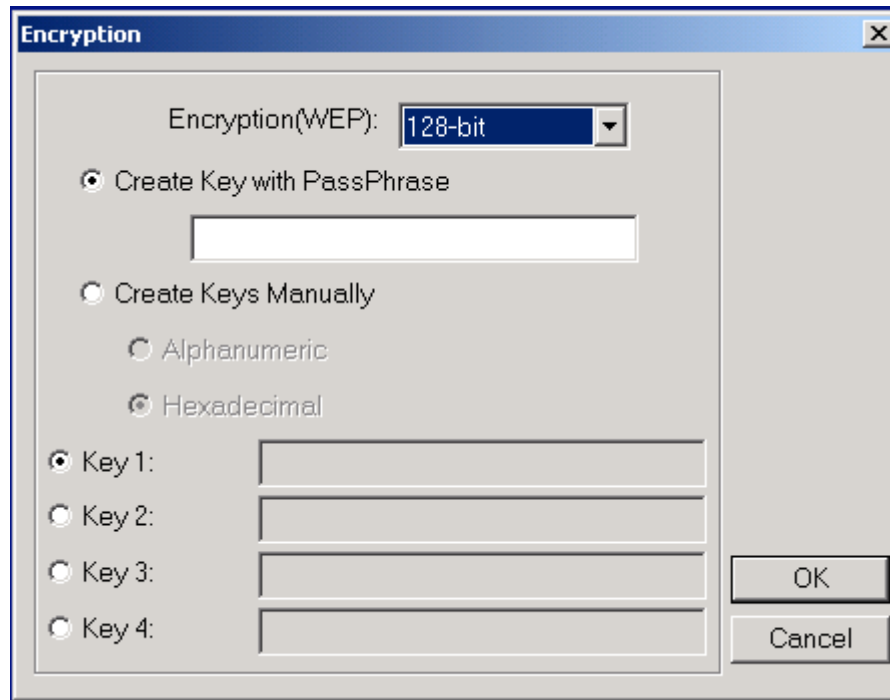 Encryption
Encryption(WEP): 128-bit
Create Key with PassPhrase
Create Keys Manually
Alphanumeric
Hexadecimal
Key 1:
Key 2:
Key 3:
Key 4:
OK
Cancel